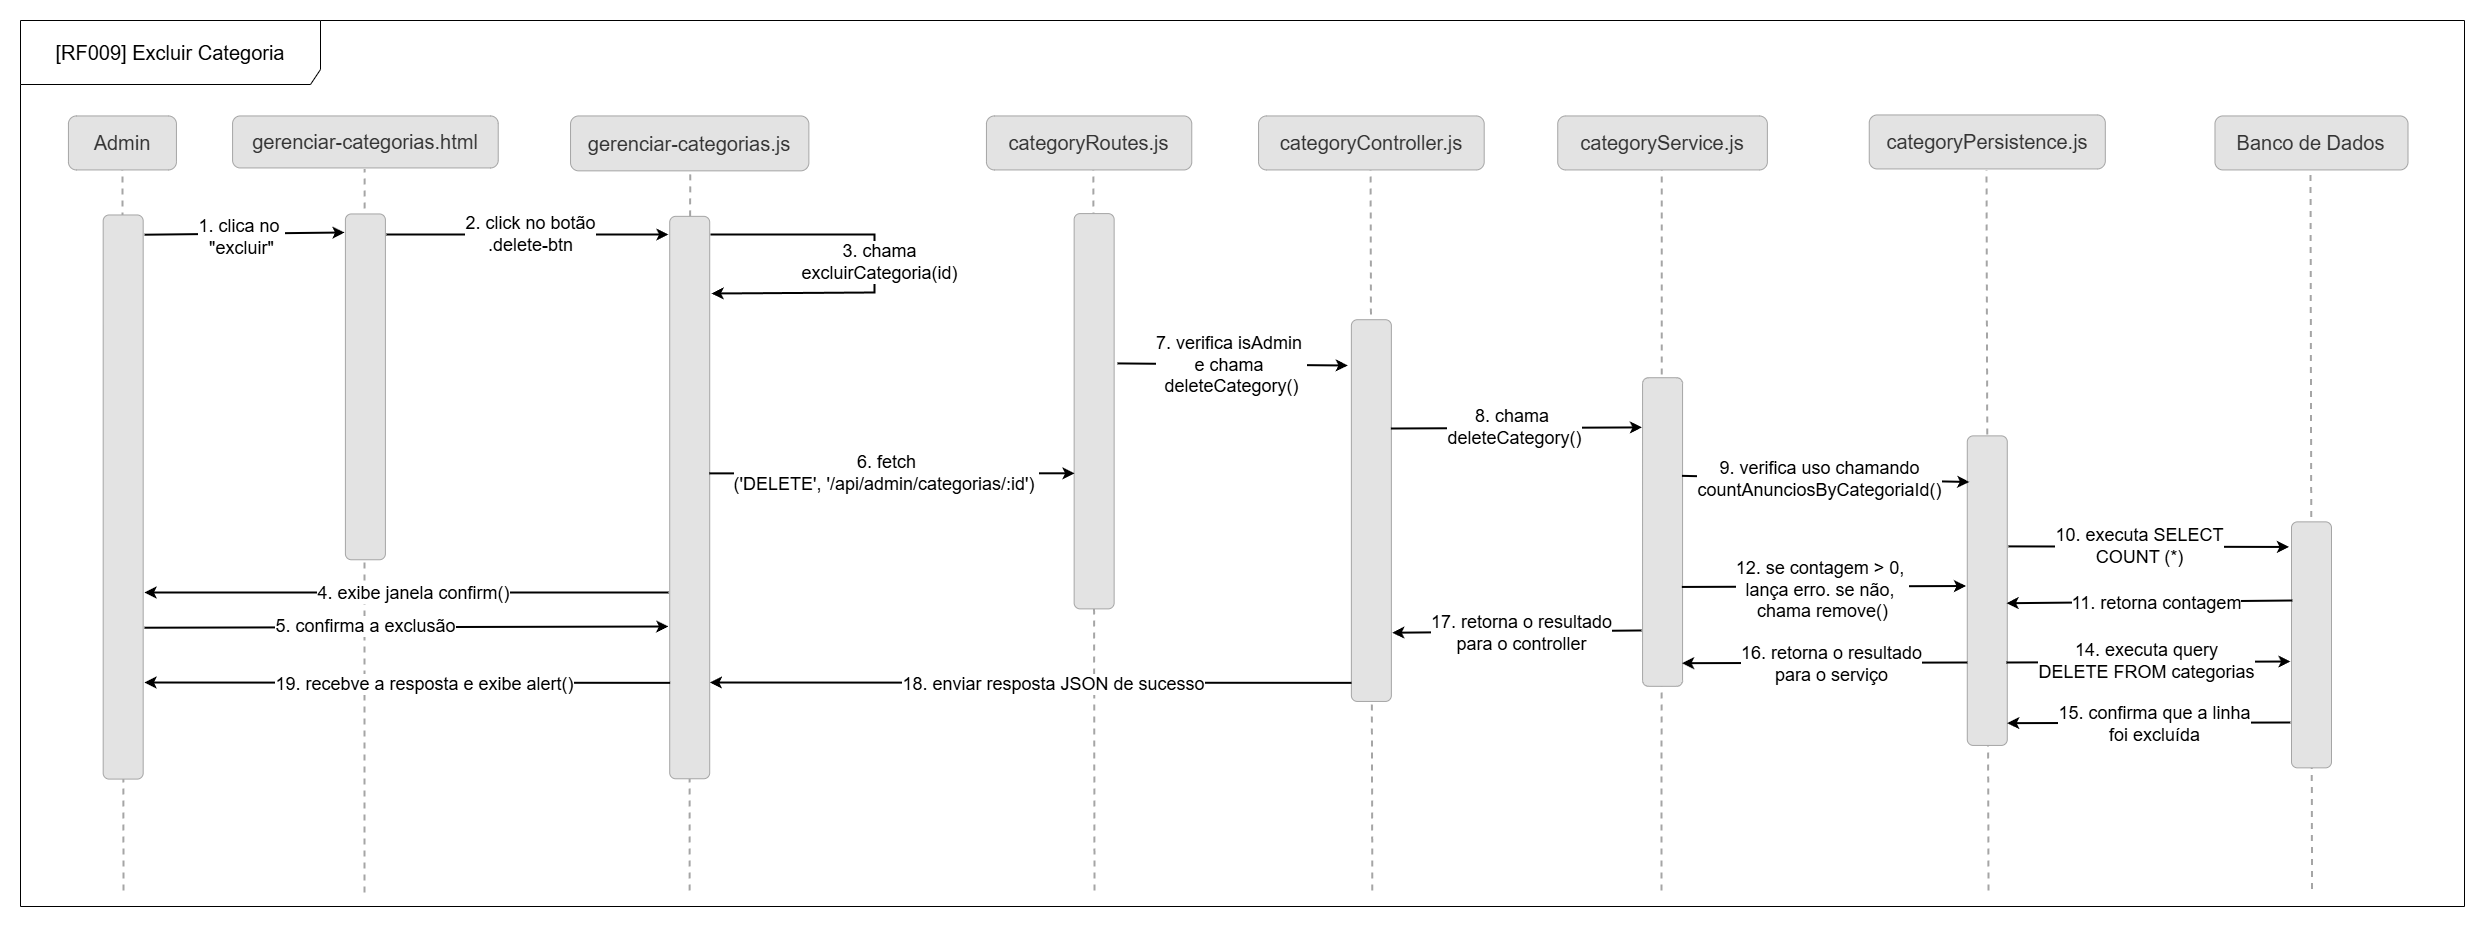 [RF009] Excluir Categoria
Admin
gerenciar-categorias.html
gerenciar-categorias.js
categoryRoutes.js
categoryController.js
categoryService.js
categoryPersistence.js
Banco de Dados
1. clica no
"excluir"
2. click no botão
.delete-btn
3. chama
excluirCategoria(id)
7. verifica isAdmin
e chama
deleteCategory()
8. chama
deleteCategory()
6. fetch
('DELETE', '/api/admin/categorias/:id')
9. verifica uso chamando
countAnunciosByCategoriaId()
10. executa SELECT
COUNT (*)
4. exibe janela confirm()
12. se contagem > 0,
lança erro. se não,
chama remove()
11. retorna contagem
5. confirma a exclusão
17. retorna o resultado
para o controller
16. retorna o resultado
para o serviço
14. executa query
DELETE FROM categorias
19. recebve a resposta e exibe alert()
18. enviar resposta JSON de sucesso
15. confirma que a linha
foi excluída